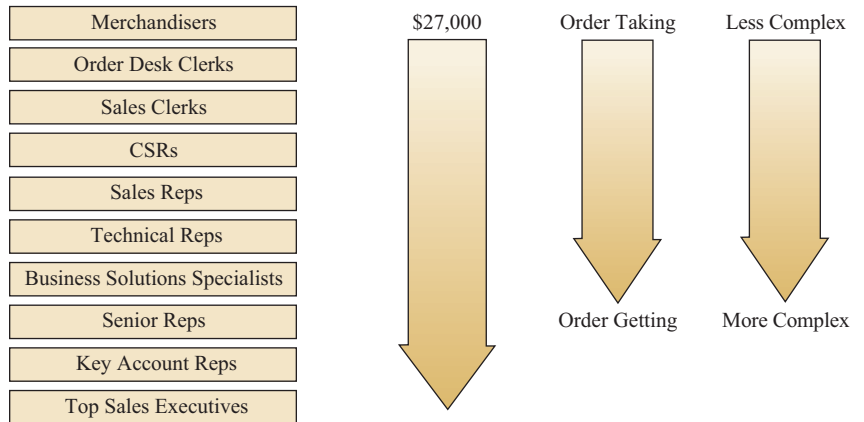 Merchandisers
Order Desk Clerks
Sales Clerks
CSRs
Sales Reps
Technical Reps
Business Solutions Specialists
Senior Reps
Key Account Reps
Top Sales Executives
$27,000
Order Taking
Order Getting
Less Complex
More Complex